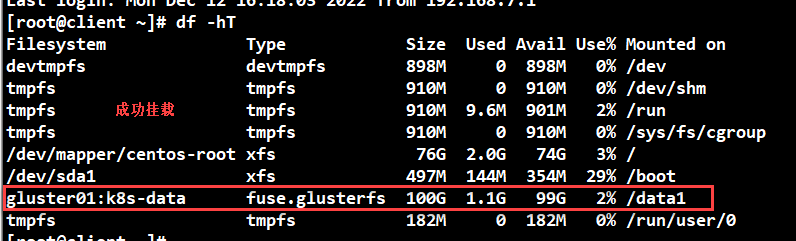 Last login: Mon Dec 12 16:18:03 2022 from 192.168.7.1
[root@client ~]# df -hT
Filesystem Type Size Used Avail Use% Mounted on
devtmpfs devtmpfs 898M 0 898M 0% /dev
tmpfs tmpfs 910M 0 910M 0% /dev/shm
tmpfs 成功挂载 tmpfs 910M 9.6M 901M 2% /run
tmpfs tmpfs 910M 0 910M 0% /sys/fs/cgroup
/dev/mapper/centos-root xfs 76G 2.0G 74G 3% /
/dev/sda1 xfs 497M 144M 354M 29% /boot
gluster01:k8s-data fuse.glusterfs 100G 1.1G 99G 2% /data1
tmpfs tmpfs 182M 0 182M 0% /run/user/0
[root@client ~]#